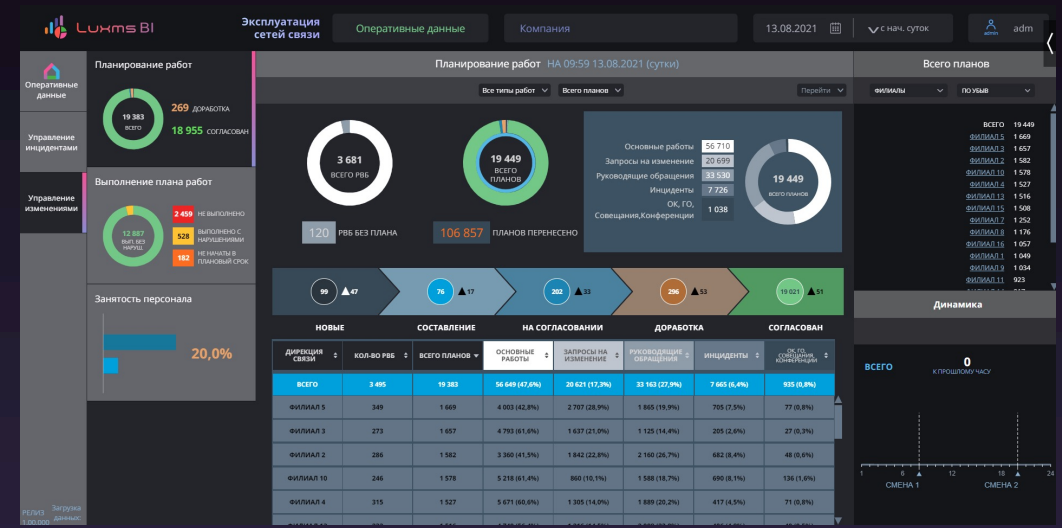 Luxms BI
Эксплуатация
сетей связи
Оперативные данные
Компания
13.08.2021
с нач. суток
admin
adm
Оперативные
данные
Управление
инцидентами
Управление
изменениями
РЕЛИЗ
1.00.000
Загрузка
данных:
Планирование работ
19 383
ВСЕГО
269 ДОРАБОТКА
18 955 СОГЛАСОВАН
Выполнение плана работ
12 887
ВЫП. БЕЗ
НАРУШ.
2 459 НЕ ВЫПОЛНЕНО
528 ВЫПОЛНЕНО С
НАРУШЕНИЯМИ
182 НЕ НАЧАТЫ В
ПЛАНОВЫЙ СРОК
Занятость персонала
20,0%
Планирование работ НА 09:59 13.08.2021 (сутки)
Все типы работ
Всего планов
Перейти
3 681
ВСЕГО РВБ
120 РВБ БЕЗ ПЛАНА
19 449
ВСЕГО
ПЛАНОВ
106 857 ПЛАНОВ ПЕРЕНЕСЕНО
Основные работы 56 710
Запросы на изменение 20 699
Руководящие обращения 33 530
Инциденты 7 726
ОК, ГО,
Совещания,Конференции 1 038
19 449
ВСЕГО ПЛАНОВ
99 ▲47
76 ▲17
202 ▲33
296 ▲53
19 021 ▲51
НОВЫЕ
СОСТАВЛЕНИЕ
НА СОГЛАСОВАНИИ
ДОРАБОТКА
СОГЛАСОВАН
ДИРЕКЦИЯ
СВЯЗИ
КОЛ-ВО РВБ
ВСЕГО ПЛАНОВ
ОСНОВНЫЕ
РАБОТЫ
ЗАПРОСЫ НА
ИЗМЕНЕНИЕ
РУКОВОДЯЩИЕ
ОБРАЩЕНИЯ
ИНЦИДЕНТЫ
ОК, ГО,
СОВЕЩАНИЯ,
КОНФЕРЕНЦИИ
ВСЕГО 3 495 19 383 56 649 (47,6%) 20 621 (17,3%) 33 163 (27,9%) 7 665 (6,4%) 935 (0,8%)
ФИЛИАЛ 5 349 1 669 4 003 (42,8%) 2 707 (28,9%) 1 865 (19,9%) 705 (7,5%) 77 (0,8%)
ФИЛИАЛ 3 273 1 657 4 793 (61,6%) 1 637 (21,0%) 1 125 (14,4%) 205 (2,6%) 27 (0,3%)
ФИЛИАЛ 2 286 1 582 3 360 (41,5%) 1 842 (22,8%) 2 160 (26,7%) 682 (8,4%) 48 (0,6%)
ФИЛИАЛ 10 246 1 578 5 218 (61,4%) 860 (10,1%) 1 588 (18,7%) 690 (8,1%) 136 (1,6%)
ФИЛИАЛ 4 315 1 527 5 671 (60,6%) 1 305 (14,0%) 1 889 (20,2%) 417 (4,5%) 71 (0,8%)
Всего планов
ФИЛИАЛЫ
ПО УБЫВ
ВСЕГО 19 449
ФИЛИАЛ 5 1 669
ФИЛИАЛ 3 1 657
ФИЛИАЛ 2 1 582
ФИЛИАЛ 10 1 578
ФИЛИАЛ 4 1 527
ФИЛИАЛ 13 1 516
ФИЛИАЛ 15 1 508
ФИЛИАЛ 7 1 252
ФИЛИАЛ 8 1 176
ФИЛИАЛ 16 1 057
ФИЛИАЛ 1 1 049
ФИЛИАЛ 9 1 034
ФИЛИАЛ 11 923
Динамика
ВСЕГО
0
К ПРОШЛОМУ ЧАСУ
1 6 12 18 24
СМЕНА 1
СМЕНА 2